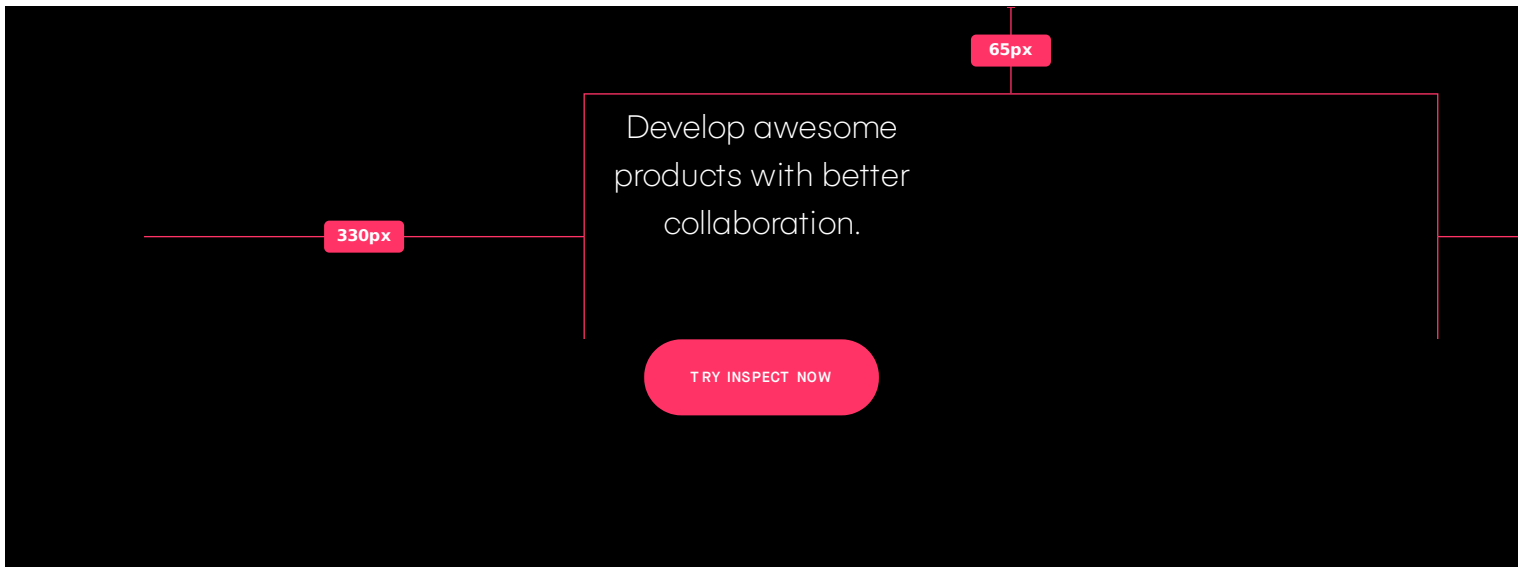 65px
Develop awesome
products with better
collaboration.
330px
TRY INSPECT NOW